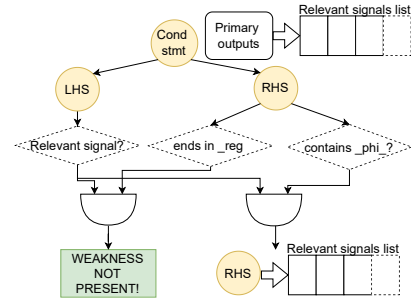 Cond
stmt
Primary
outputs
Relevant signals list
LHS
RHS
Relevant signal?
ends in _reg
contains _phi_?
WEAKNESS
NOT
PRESENT!
RHS
Relevant signals list